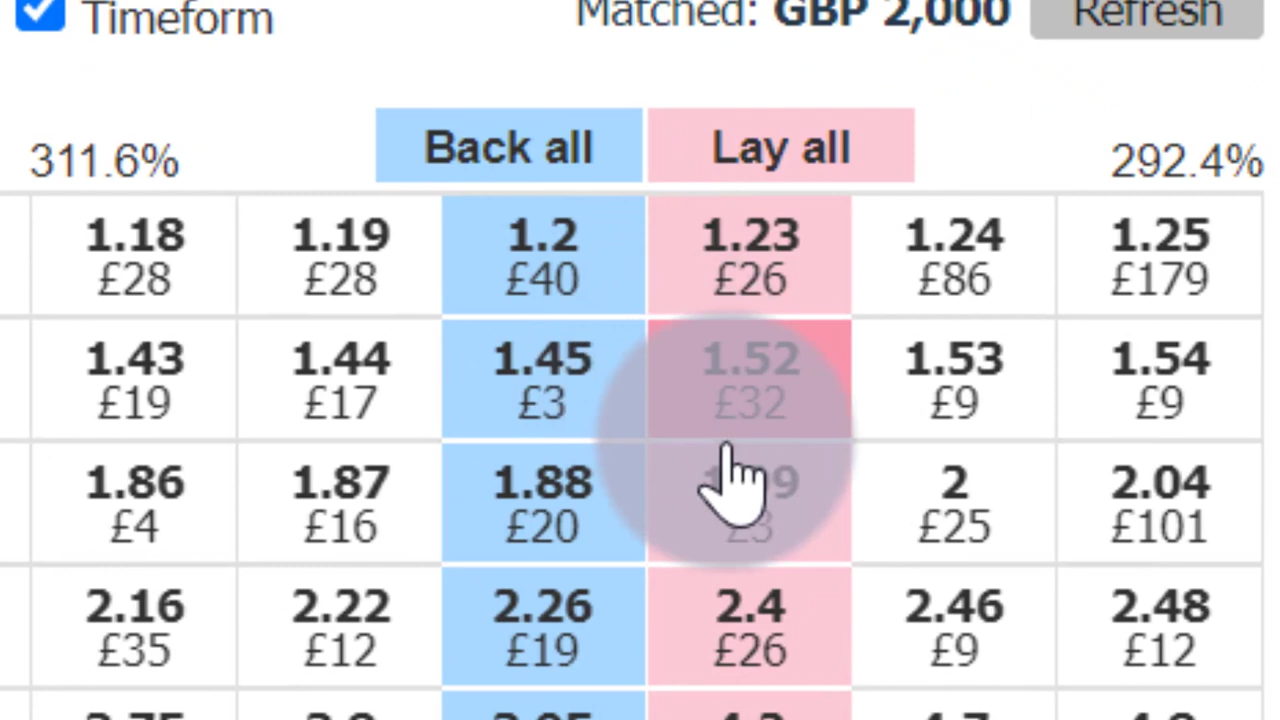 Timeform Matched: GBP 2,000 Refresh
311.6% Back all Lay all 292.4%
1.18 1.19 1.2 1.23 1.24 1.25
£28 £28 £40 £26 £86 £179
1.43 1.44 1.45 1.52 1.53 1.54
£19 £17 £3 £32 £9 £9
1.86 1.87 1.88 2 2.04
£4 £16 £20 £3 £25 £101
2.16 2.22 2.26 2.4 2.46 2.48
£35 £12 £19 £26 £9 £12